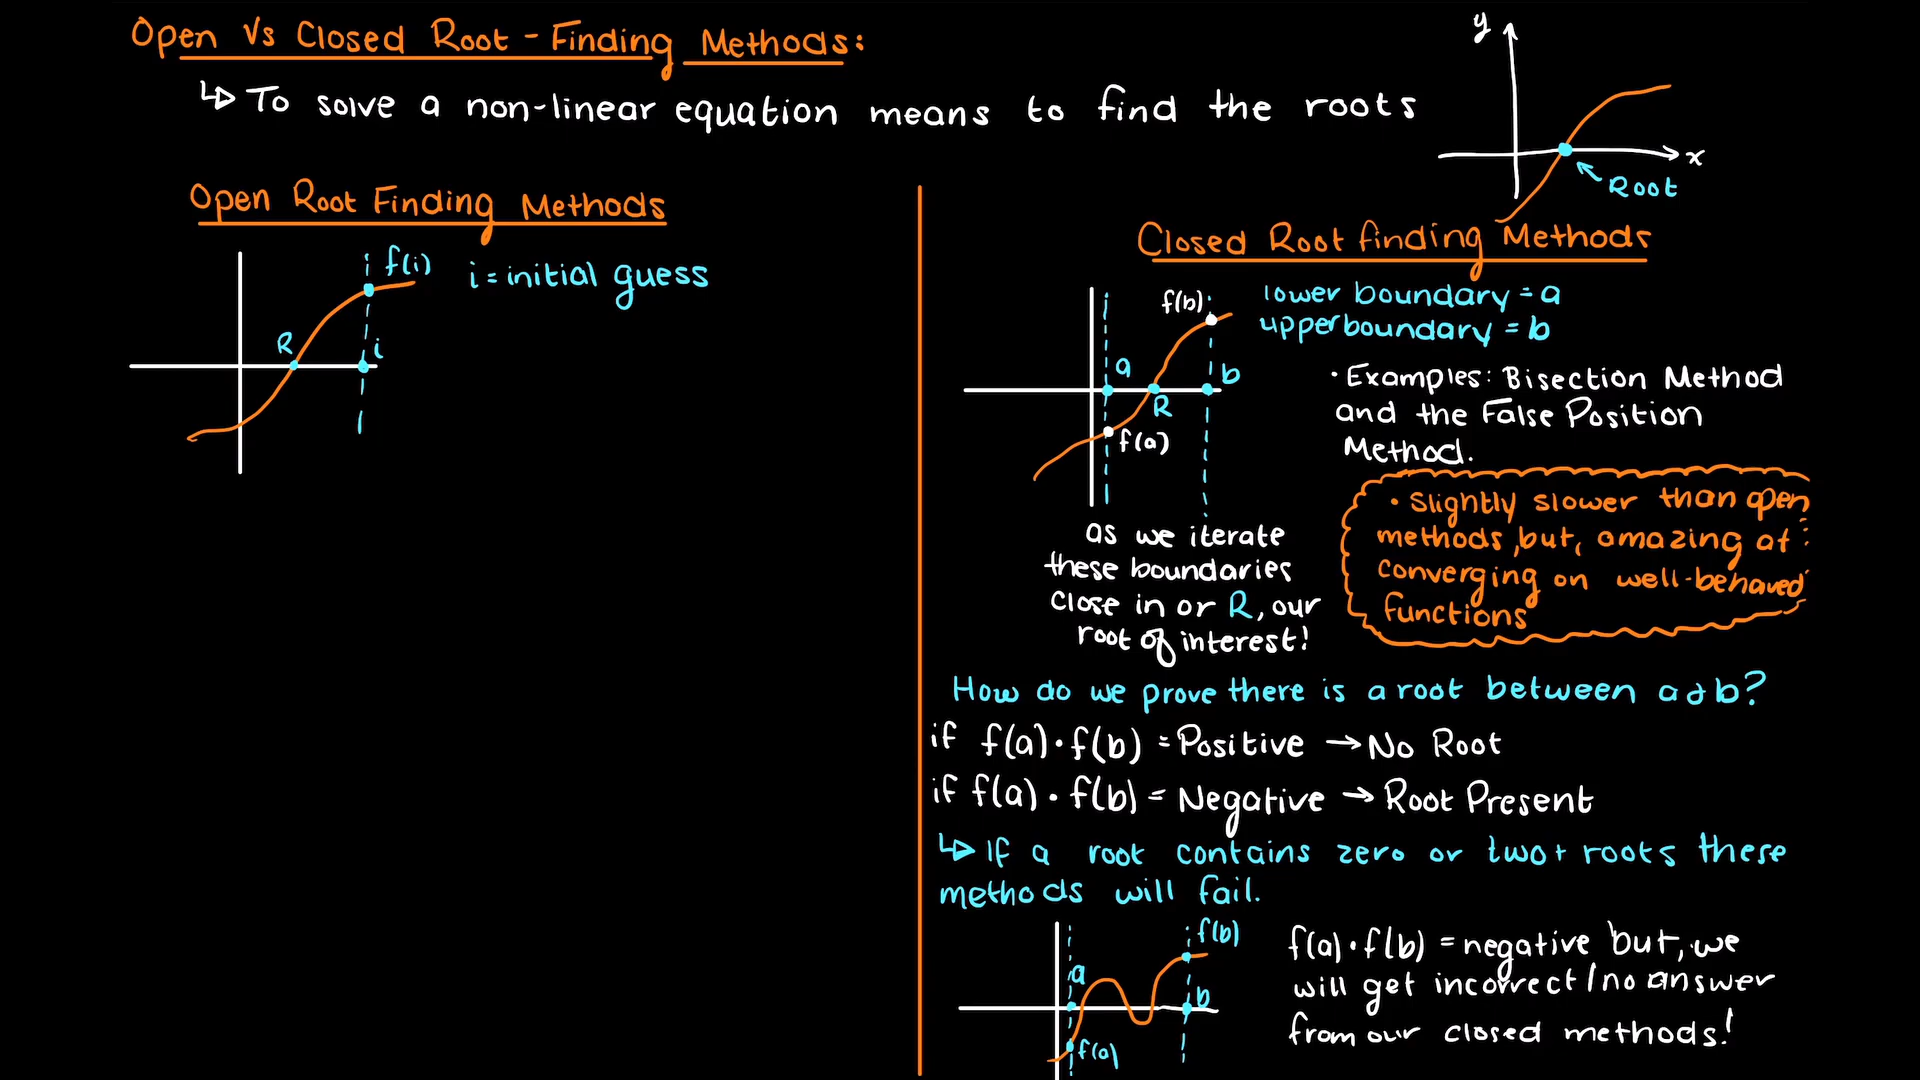 Open Vs Closed Root-Finding Methods:
↳ To solve a non-linear equation means to find the roots
y
x
Root
Open Root Finding Methods
f(i)
i = initial guess
R
i
Closed Root finding Methods
f(b)
lower boundary = a
upper boundary = b
a
b
R
f(a)
• Examples: Bisection Method
and the False Position
Method.
• Slightly slower than open
methods, but, amazing at
converging on well-behaved
functions
as we iterate
these boundaries
close in or R, our
root of interest!
How do we prove there is a root between a & b?
if f(a) · f(b) = Positive → No Root
if f(a) · f(b) = Negative → Root Present
↳ If a root contains zero or two+ roots these
methods will fail.
f(b)
a
b
f(a)
f(a) · f(b) = negative but, we
will get incorrect / no answer
from our closed methods!